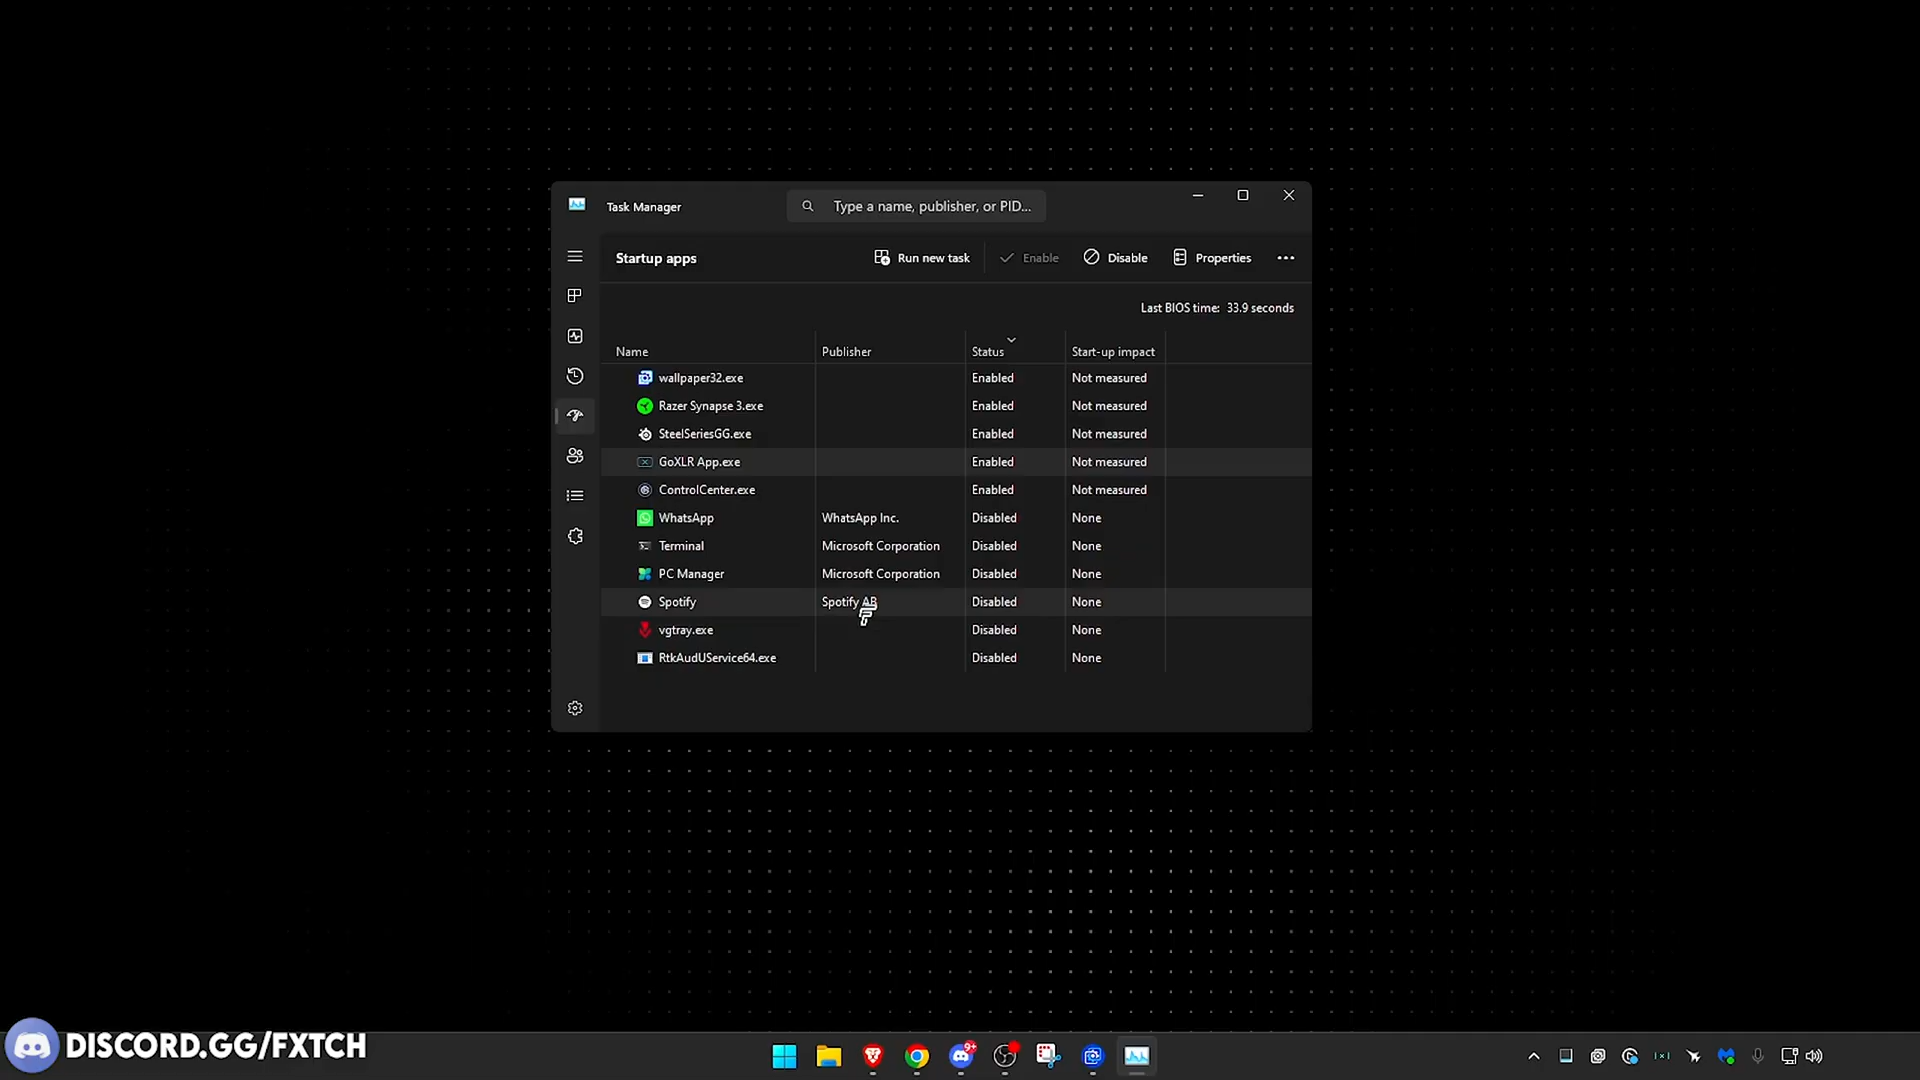 Task Manager
Type a name, publisher, or PID...
Startup apps
Run new task
Enable
Disable
Properties
Last BIOS time: 33.9 seconds
Name Publisher Status Start-up impact
wallpaper32.exe Enabled Not measured
Razer Synapse 3.exe Enabled Not measured
SteelSeriesGG.exe Enabled Not measured
GoXLR App.exe Enabled Not measured
ControlCenter.exe Enabled Not measured
WhatsApp WhatsApp Inc. Disabled None
Terminal Microsoft Corporation Disabled None
PC Manager Microsoft Corporation Disabled None
Spotify Spotify AB Disabled None
vgtray.exe Disabled None
RtkAudUService64.exe Disabled None
DISCORD.GG/FXTCH
9+